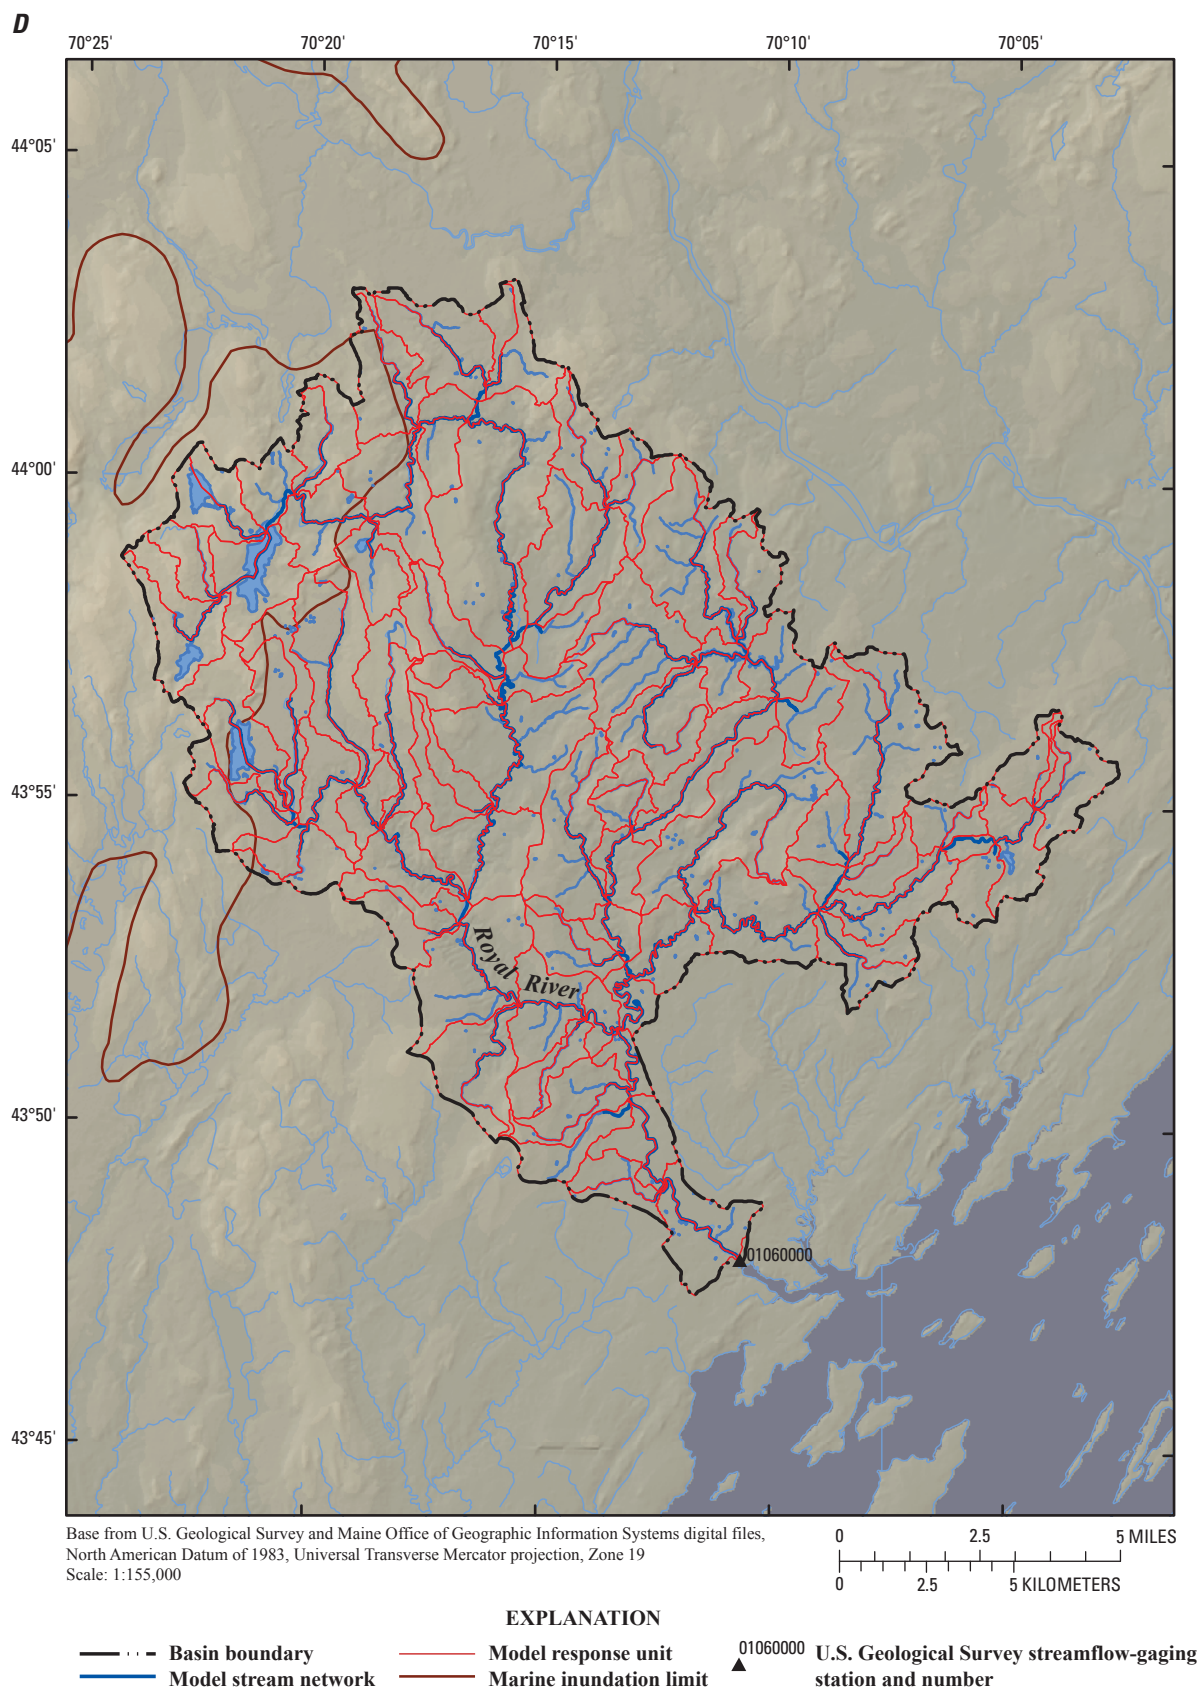 D
70°25'
70°20'
70°15'
70°10'
70°05'
44°05'
44°00'
43°55'
Royal River
43°50'
01060000
43°45'
Base from U.S. Geological Survey and Maine Office of Geographic Information Systems digital files,
North American Datum of 1983, Universal Transverse Mercator projection, Zone 19
Scale: 1:155,000
0 2.5 5 MILES
0 2.5 5 KILOMETERS
EXPLANATION
Basin boundary
Model stream network
Model response unit
Marine inundation limit
01060000
U.S. Geological Survey streamflow-gaging
station and number